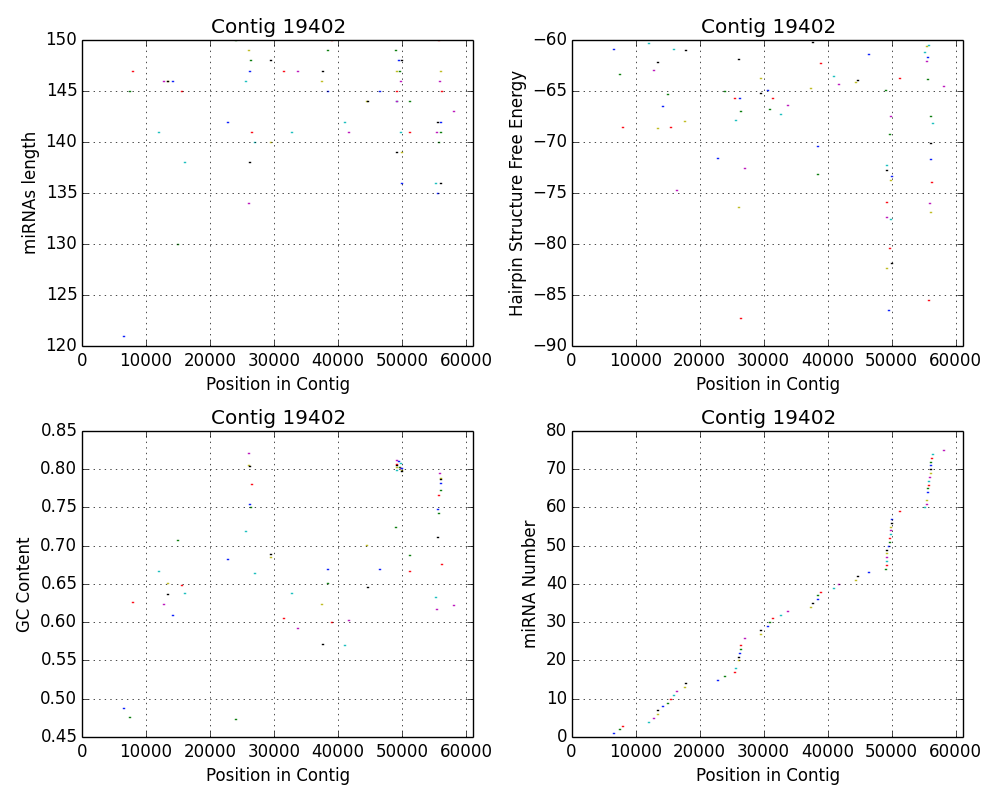 Contig 19402
150
145
140
135
130
125
120
miRNAs length
0 10000 20000 30000 40000 50000 60000
Position in Contig
Contig 19402
−60
−65
−70
−75
−80
−85
−90
Hairpin Structure Free Energy
0 10000 20000 30000 40000 50000 60000
Position in Contig
Contig 19402
0.85
0.80
0.75
0.70
0.65
0.60
0.55
0.50
0.45
GC Content
0 10000 20000 30000 40000 50000 60000
Position in Contig
Contig 19402
80
70
60
50
40
30
20
10
0
miRNA Number
0 10000 20000 30000 40000 50000 60000
Position in Contig